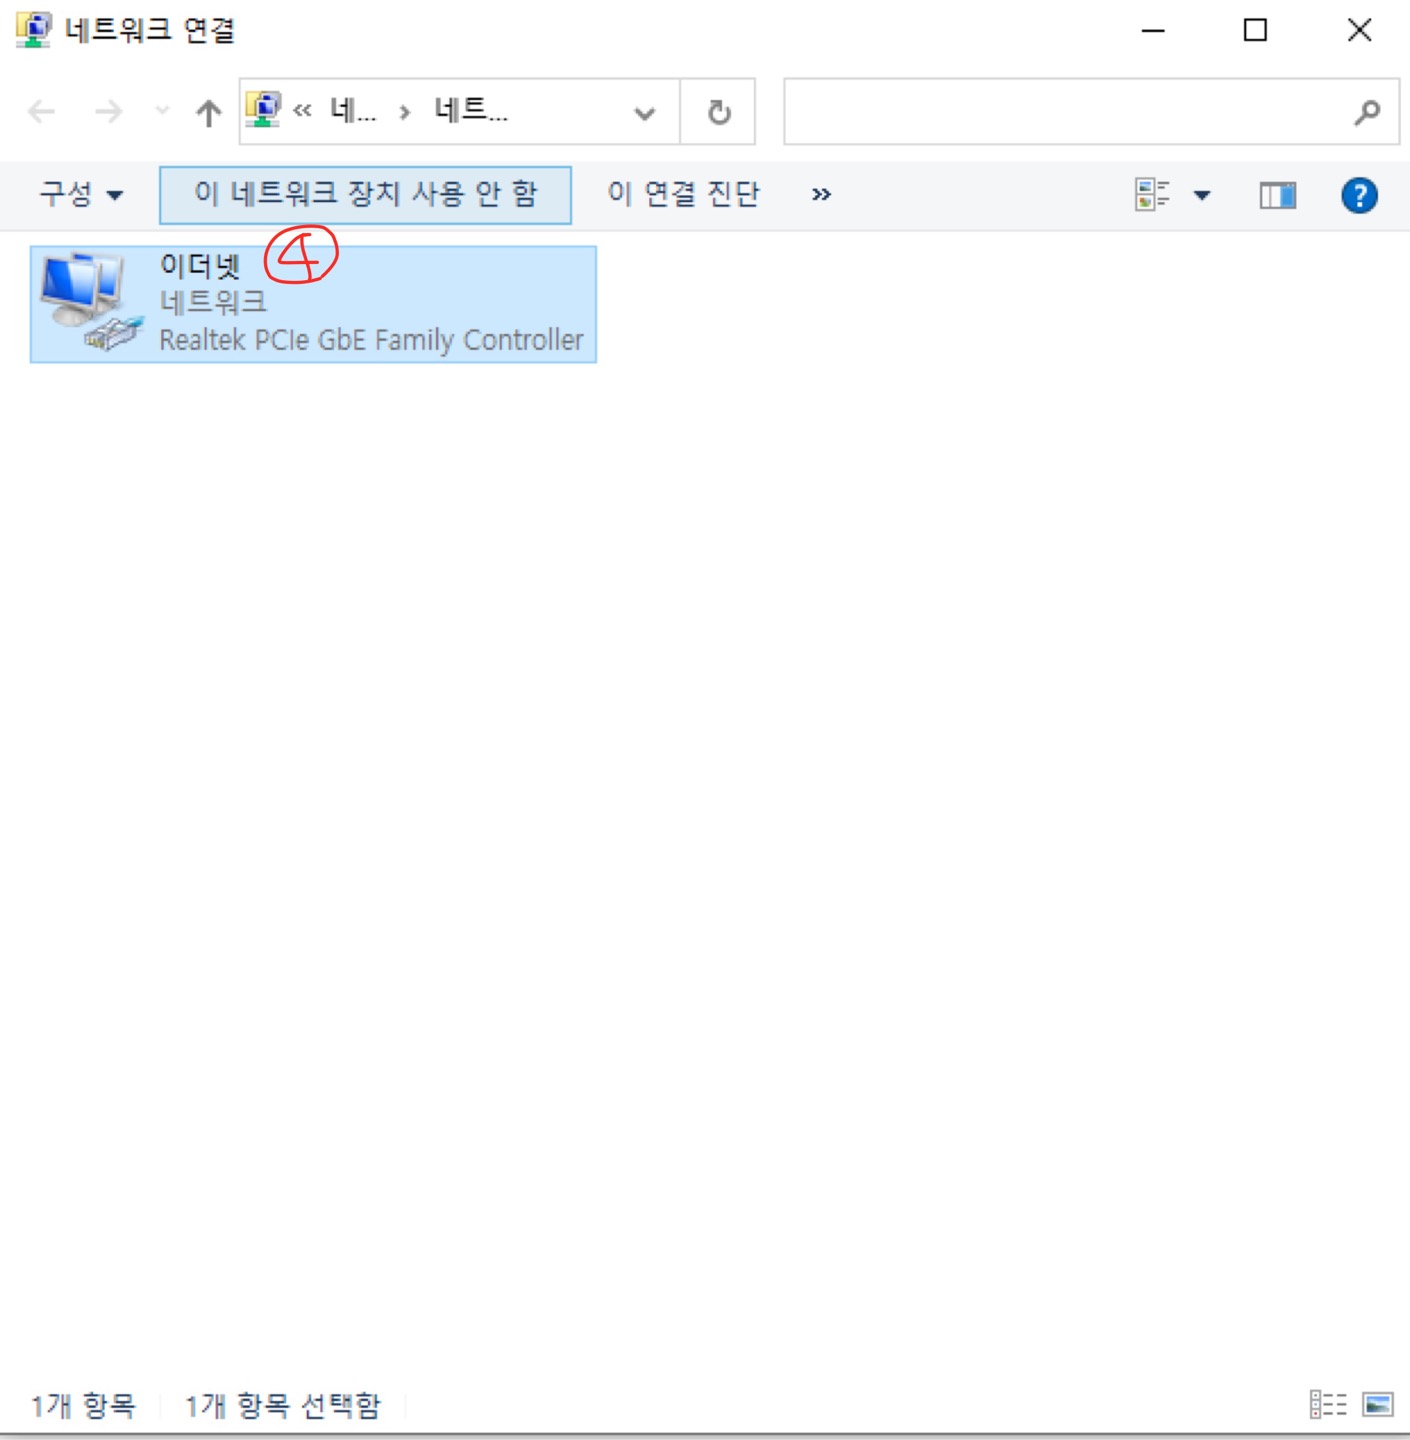 네트워크 연결
« 네... › 네트...
구성 이 네트워크 장치 사용 안 함 이 연결 진단 »
이더넷 ④
네트워크
Realtek PCIe GbE Family Controller
1개 항목 1개 항목 선택함